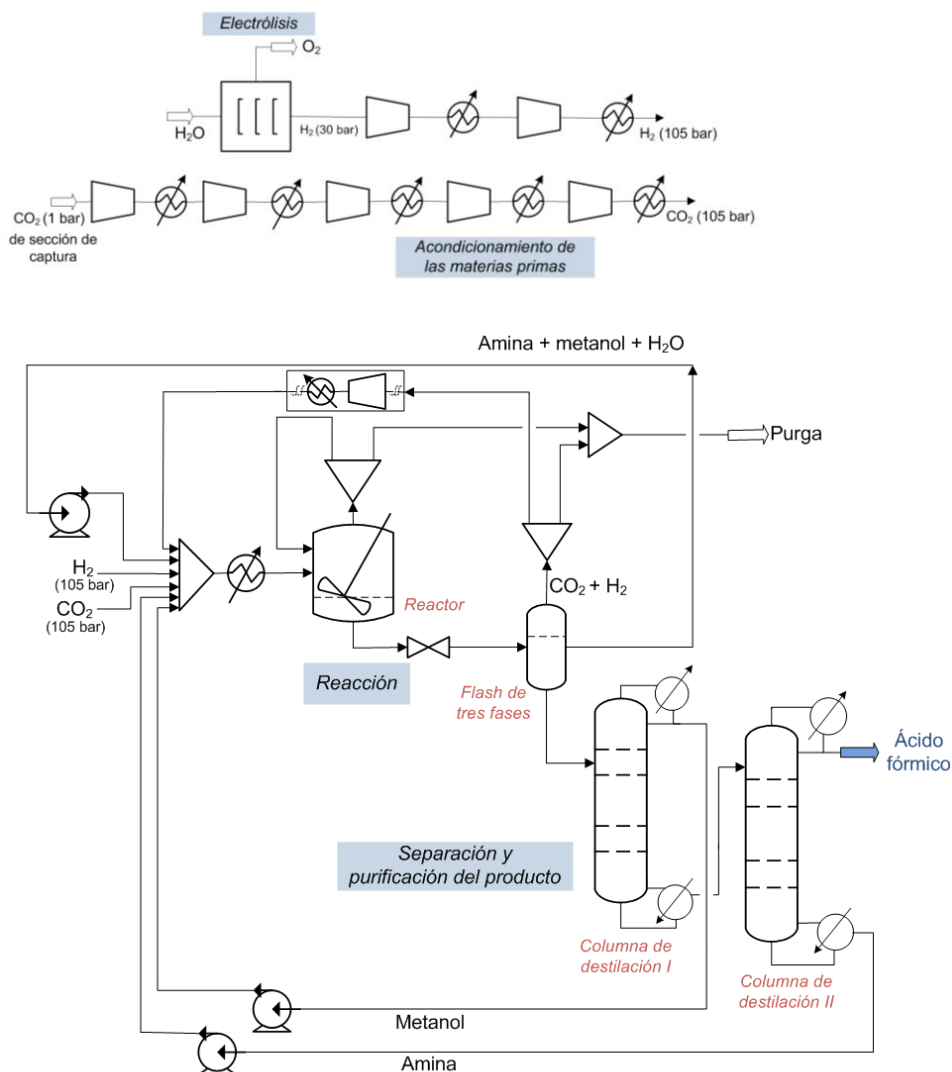 Electrólisis
O₂
H₂O
H₂ (30 bar)
H₂ (105 bar)
CO₂ (1 bar)
de sección de
captura
CO₂ (105 bar)
Acondicionamiento de
las materias primas
Amina + metanol + H₂O
Purga
H₂
(105 bar)
CO₂
(105 bar)
CO₂ + H₂
Reactor
Reacción
Flash de
tres fases
Ácido
fórmico
Separación y
purificación del producto
Columna de
destilación I
Columna de
destilación II
Metanol
Amina